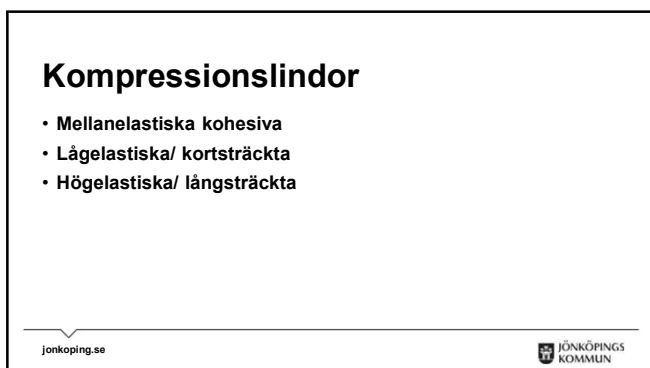 Kompressionslindor
• Mellanelastiska kohesiva
• Lågelastiska/ kortsträckta
• Högelastiska/ långsträckta
jonkoping.se
JÖNKÖPINGS
KOMMUN